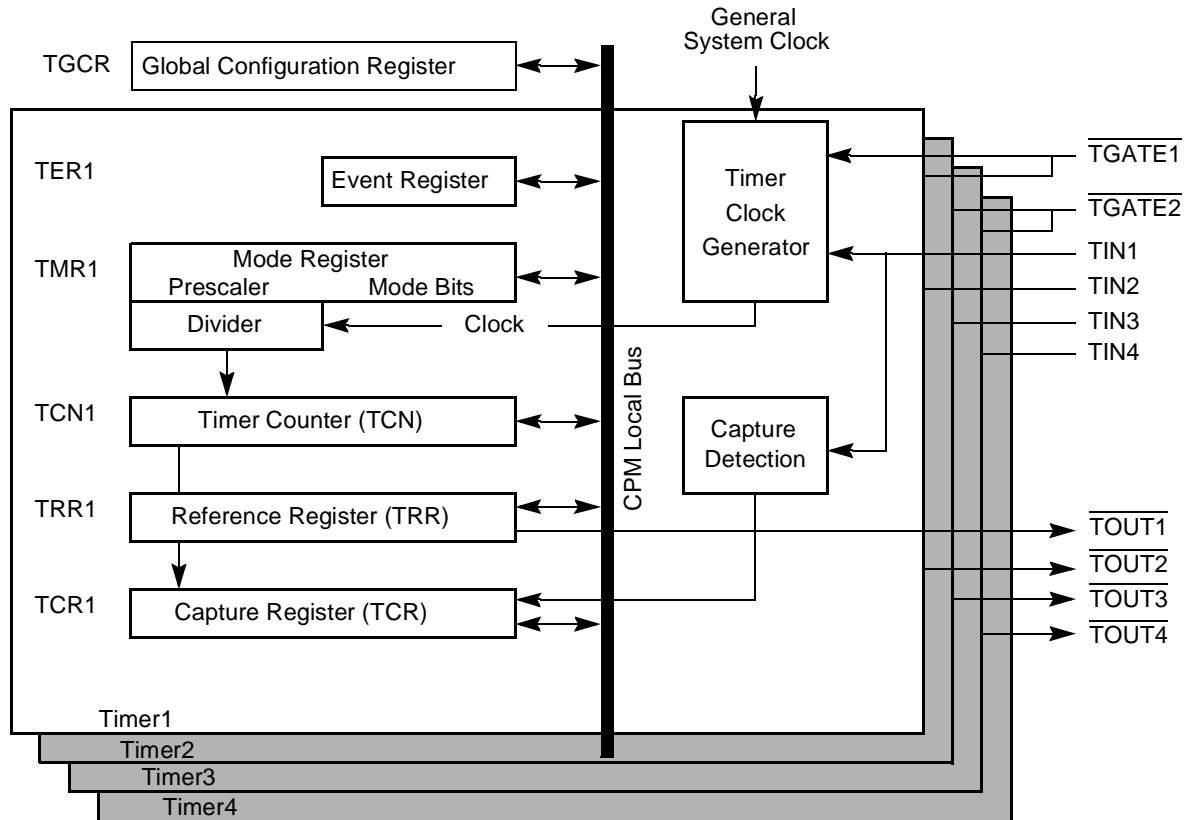 General
System Clock
TGCR
Global Configuration Register
TER1
Event Register
Timer
Clock
Generator
TGATE1
TGATE2
TMR1
Mode Register
Prescaler
Mode Bits
TIN1
TIN2
Divider
Clock
TIN3
TIN4
CPM Local Bus
TCN1
Timer Counter (TCN)
Capture
Detection
TRR1
Reference Register (TRR)
TOUT1
TOUT2
TCR1
Capture Register (TCR)
TOUT3
TOUT4
Timer1
Timer2
Timer3
Timer4